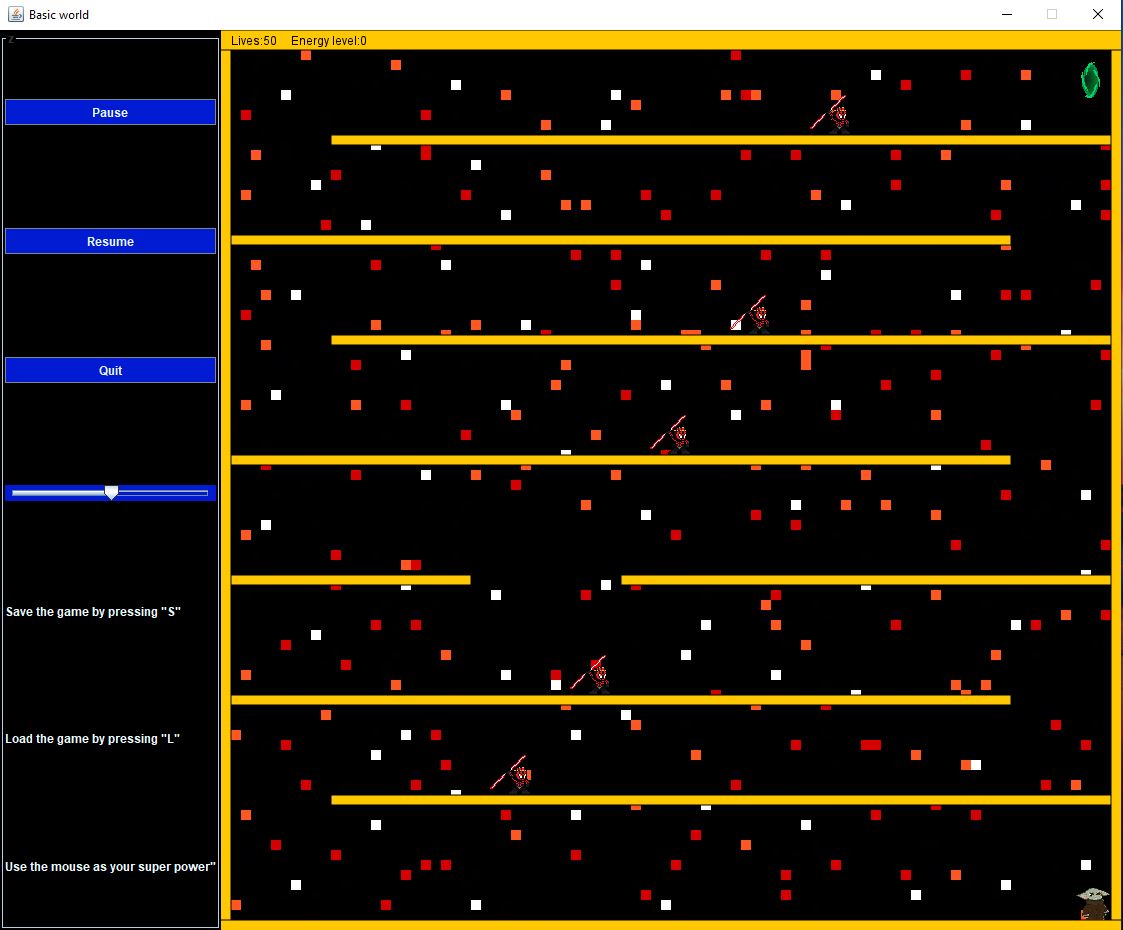 Basic world
Lives:50 Energy level:0
z
Pause
Resume
Quit
Save the game by pressing "S"
Load the game by pressing "L"
Use the mouse as your super power"